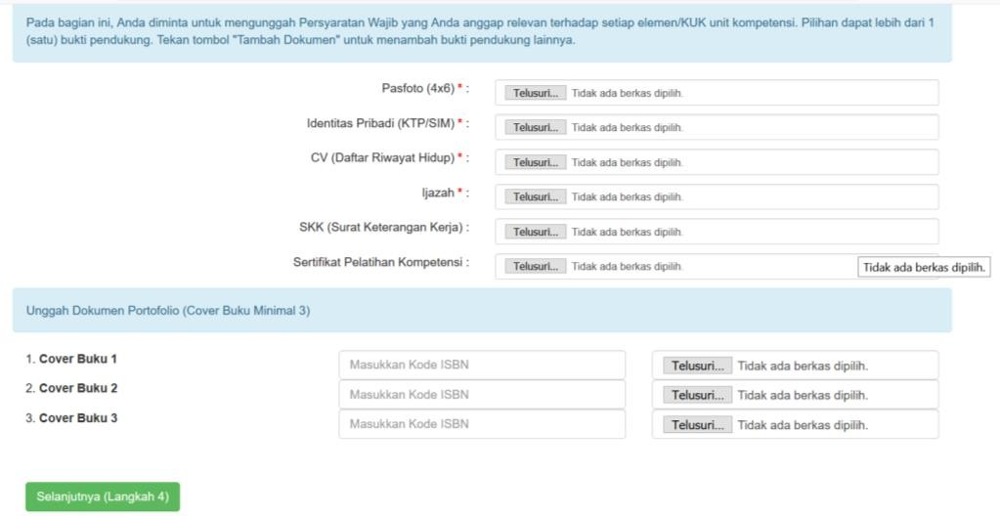 Pada bagian ini, Anda diminta untuk mengunggah Persyaratan Wajib yang Anda anggap relevan terhadap setiap elemen/KUK unit kompetensi. Pilihan dapat lebih dari 1
(satu) bukti pendukung. Tekan tombol "Tambah Dokumen" untuk menambah bukti pendukung lainnya.
Pasfoto (4x6) * : Telusuri... Tidak ada berkas dipilih.
Identitas Pribadi (KTP/SIM) * : Telusuri... Tidak ada berkas dipilih.
CV (Daftar Riwayat Hidup) * : Telusuri... Tidak ada berkas dipilih.
Ijazah * : Telusuri... Tidak ada berkas dipilih.
SKK (Surat Keterangan Kerja) : Telusuri... Tidak ada berkas dipilih.
Sertifikat Pelatihan Kompetensi : Telusuri... Tidak ada berkas dipilih. Tidak ada berkas dipilih.
Unggah Dokumen Portofolio (Cover Buku Minimal 3)
1. Cover Buku 1 Masukkan Kode ISBN Telusuri... Tidak ada berkas dipilih.
2. Cover Buku 2 Masukkan Kode ISBN Telusuri... Tidak ada berkas dipilih.
3. Cover Buku 3 Masukkan Kode ISBN Telusuri... Tidak ada berkas dipilih.
Selanjutnya (Langkah 4)